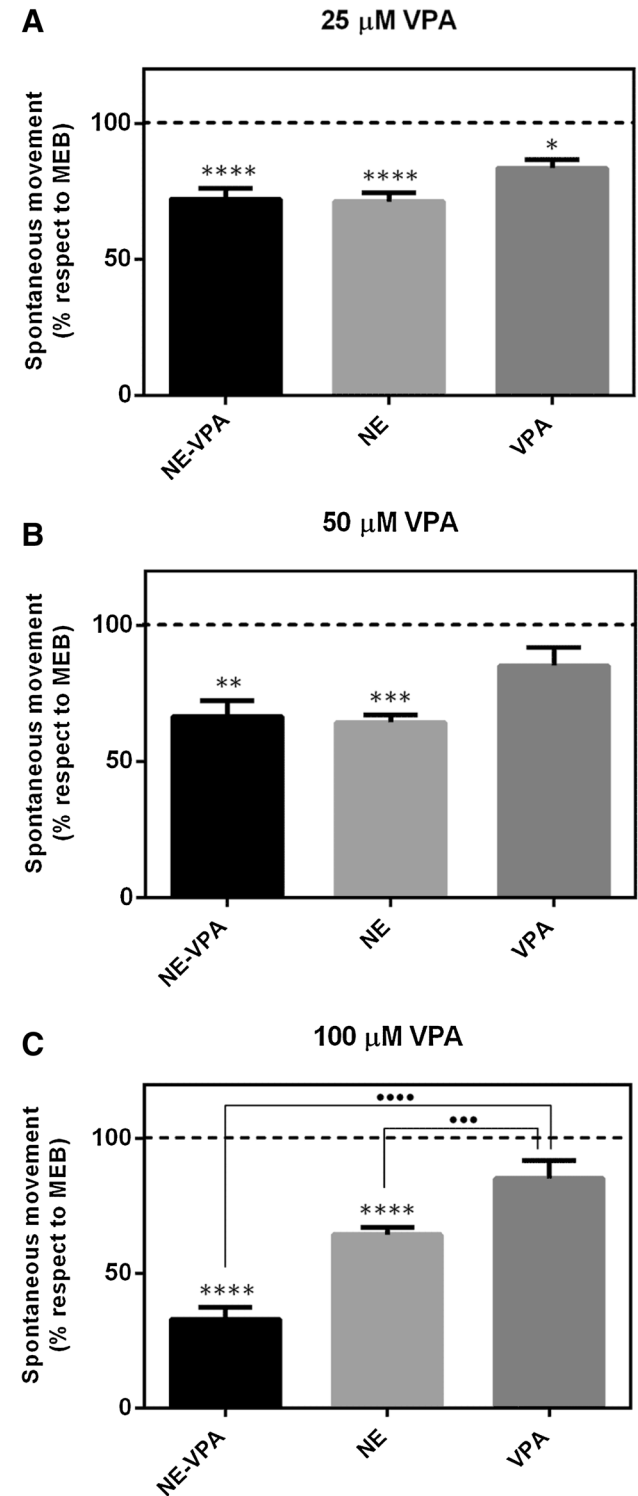 A
25 μM VPA
Spontaneous movement
(% respect to MEB)
100
50
0
****
****
*
NE-VPA
NE
VPA
B
50 μM VPA
Spontaneous movement
(% respect to MEB)
100
50
0
**
***
NE-VPA
NE
VPA
C
100 μM VPA
Spontaneous movement
(% respect to MEB)
100
50
0
••••
•••
****
****
NE-VPA
NE
VPA